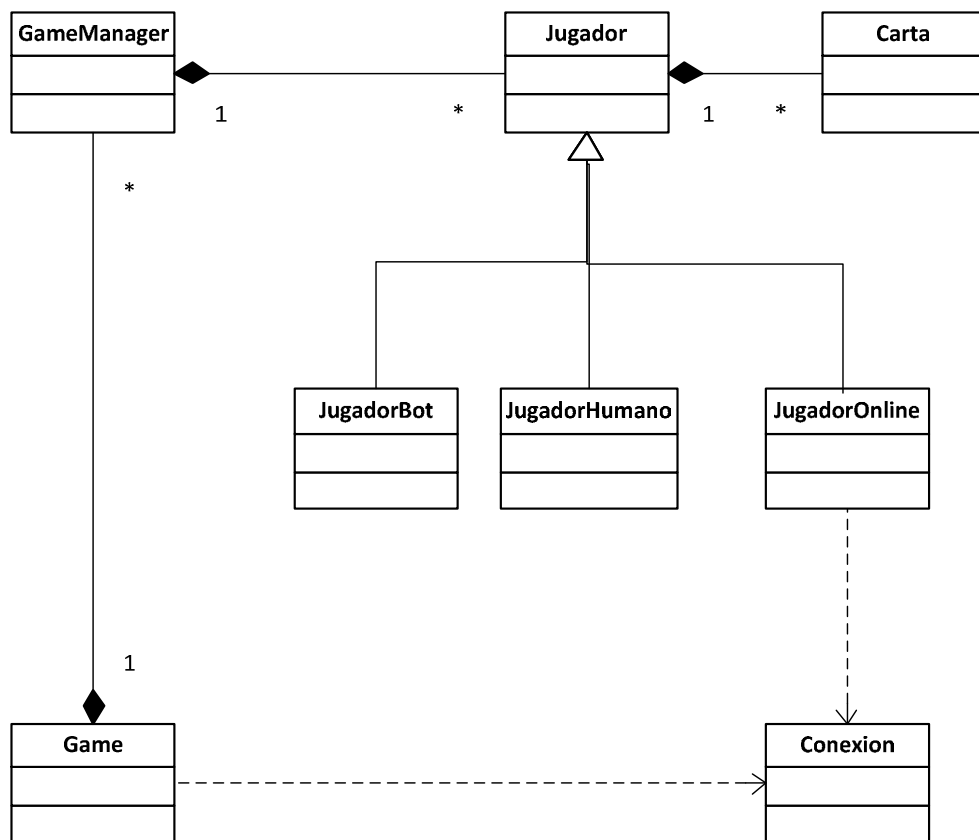 GameManager
Jugador
Carta
1
*
1
*
*
JugadorBot
JugadorHumano
JugadorOnline
1
Game
Conexion